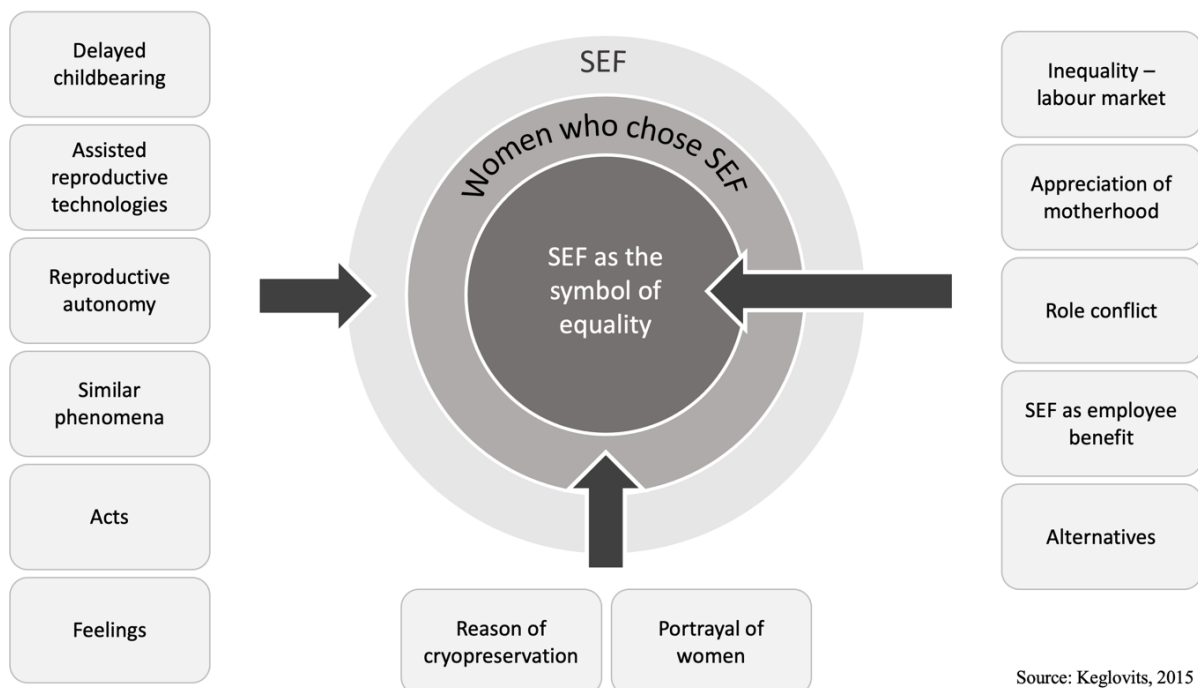 Delayed
childbearing
Assisted
reproductive
technologies
Reproductive
autonomy
Similar
phenomena
Acts
Feelings
SEF
Women who chose SEF
SEF as the
symbol of
equality
Reason of
cryopreservation
Portrayal of
women
Inequality –
labour market
Appreciation of
motherhood
Role conflict
SEF as employee
benefit
Alternatives
Source: Keglovits, 2015